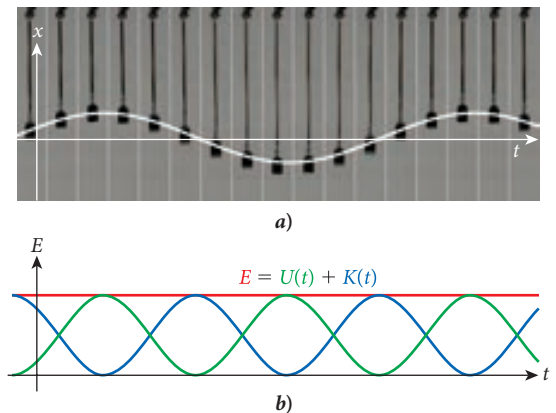 x
t
a)
E
E = U(t) + K(t)
t
b)